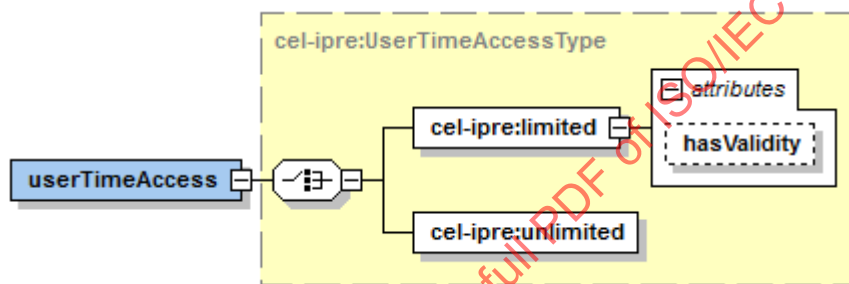 cel-ipre:UserTimeAccessType
attributes
cel-ipre:limited
hasValidity
userTimeAccess
cel-ipre:unlimited
full PDF of ISO/IEC